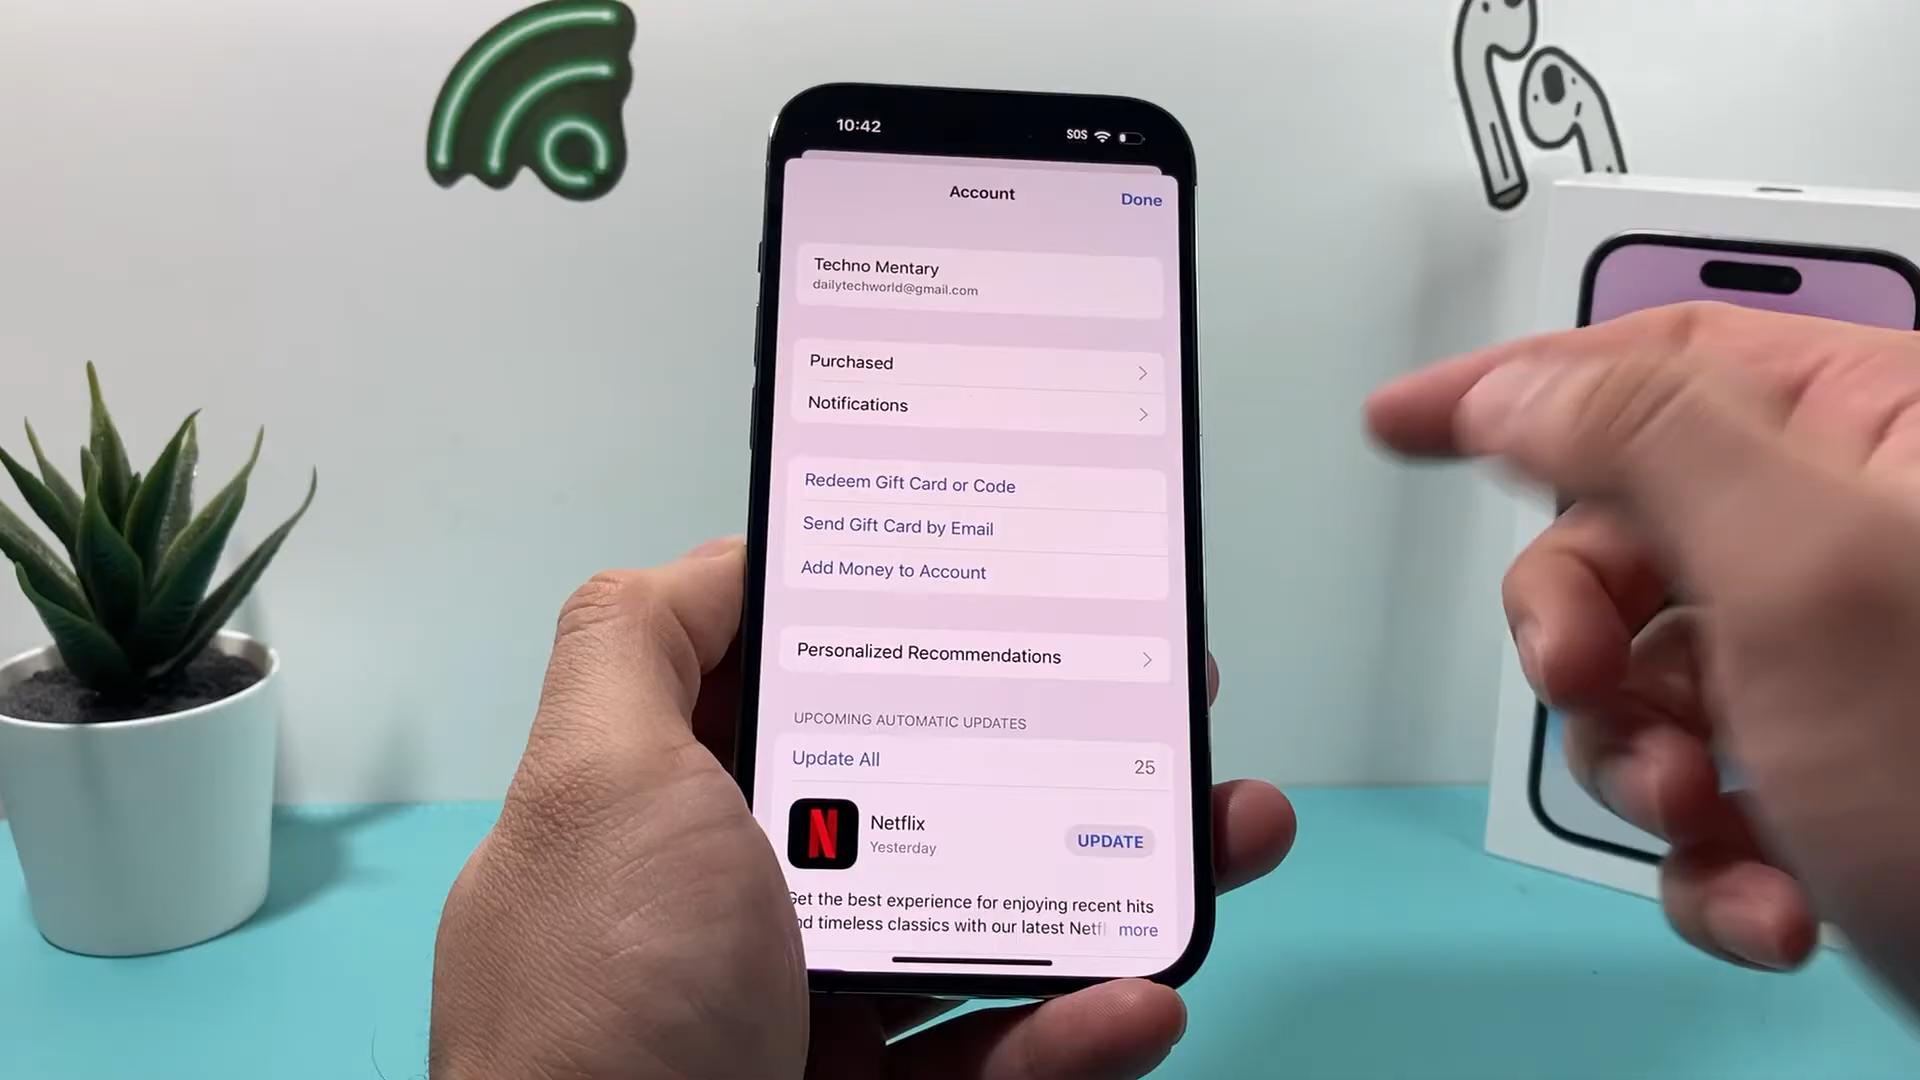 10:42
SOS
Account
Done
Techno Mentary
dailytechworld@gmail.com
Purchased
Notifications
Redeem Gift Card or Code
Send Gift Card by Email
Add Money to Account
Personalized Recommendations
UPCOMING AUTOMATIC UPDATES
Update All 25
Netflix
Yesterday
UPDATE
Get the best experience for enjoying recent hits
timeless classics with our latest more